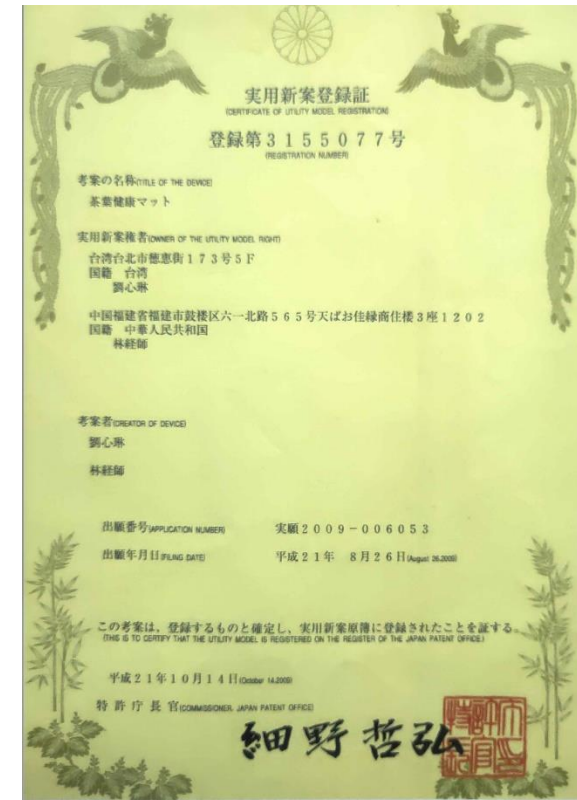 実用新案登録証
(CERTIFICATE OF UTILITY MODEL REGISTRATION)
登録第3155077号
(REGISTRATION NUMBER)
考案の名称(TITLE OF THE DEVICE)
茶葉健康マット
実用新案権者(OWNER OF THE UTILITY MODEL RIGHT)
台湾台北市徳恵街173号5F
国籍 台湾
劉心琳
中国福建省福建市鼓楼区六一北路565号天ばお佳緑商住楼3座1202
国籍 中華人民共和国
林経師
考案者(CREATOR OF DEVICE)
劉心琳
林経師
出願番号(APPLICATION NUMBER) 実願2009-006053
出願年月日(FILING DATE) 平成21年 8月26日(August 26,2009)
この考案は,登録するものと確定し,実用新案原簿に登録されたことを証する。
(THIS IS TO CERTIFY THAT THE UTILITY MODEL IS REGISTERED ON THE REGISTER OF THE JAPAN PATENT OFFICE.)
平成21年10月14日(October 14,2009)
特許庁長官(COMMISSIONER, JAPAN PATENT OFFICE)
細野哲弘